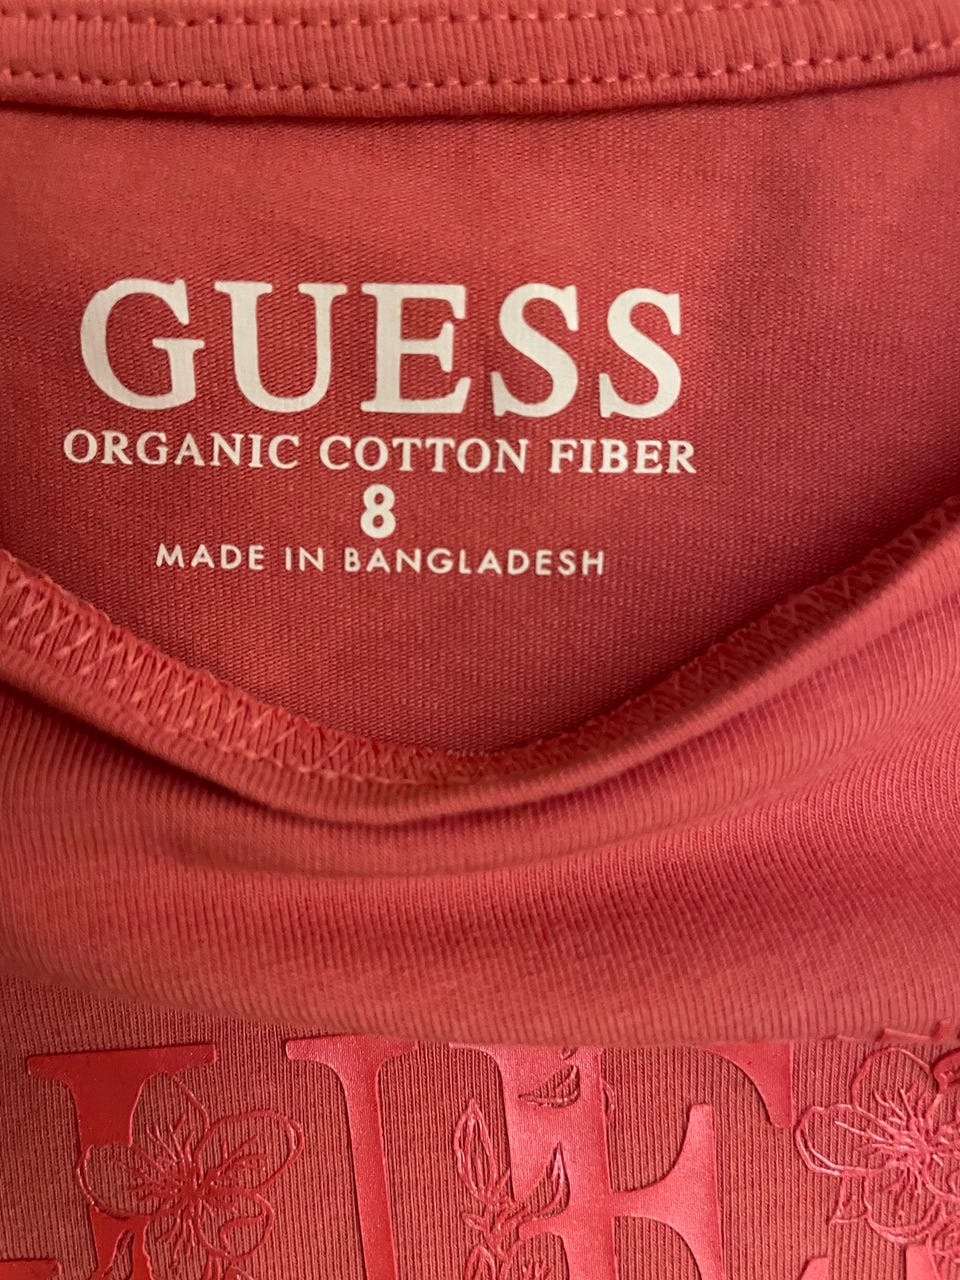 GUESS
ORGANIC COTTON FIBER
8
MADE IN BANGLADESH